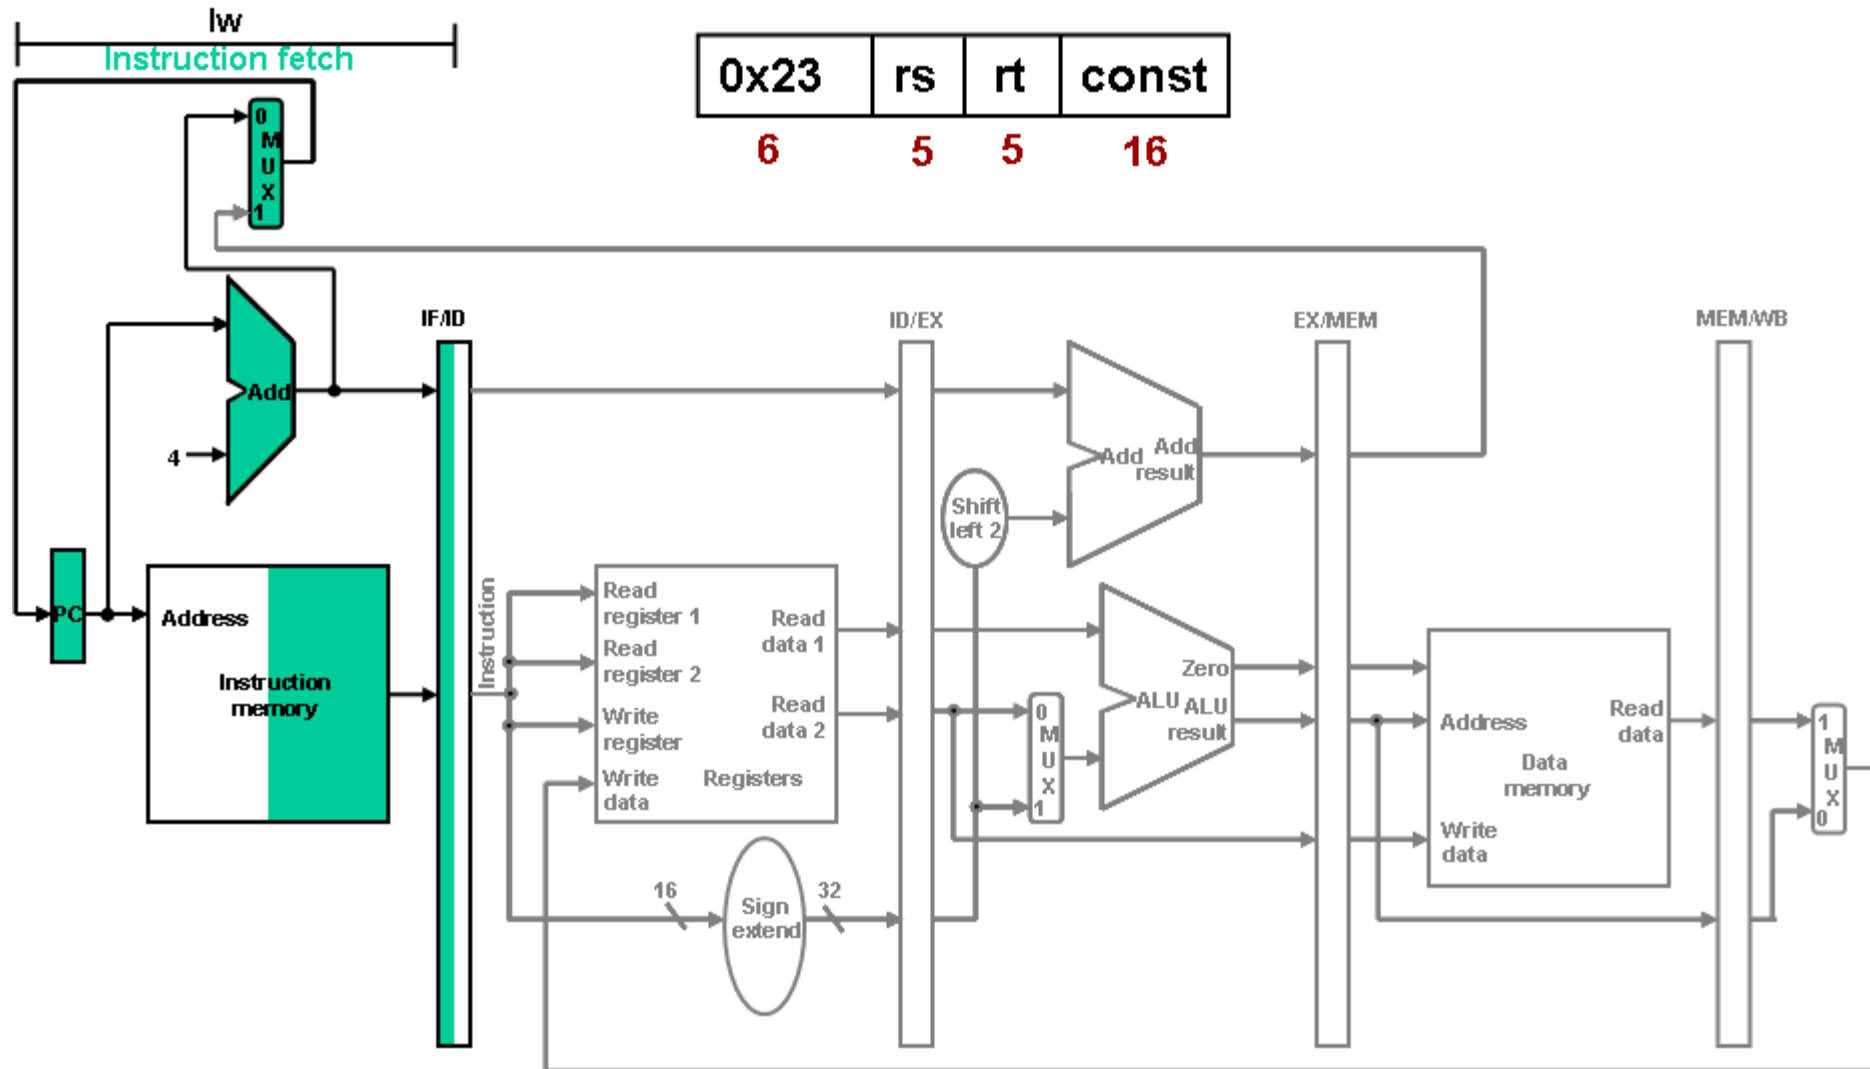 lw
Instruction fetch
0x23 rs rt const
6 5 5 16
0
M
U
X
1
Add
4
PC
Address
Instruction
memory
IF/ID
Instruction
Read
register 1
Read
register 2
Write
register
Write
data
Read
data 1
Read
data 2
Registers
16
Sign
extend
32
ID/EX
Shift
left 2
Add
Add
result
0
M
U
X
1
Zero
ALU
ALU
result
EX/MEM
Address
Read
data
Data
memory
Write
data
MEM/WB
1
M
U
X
0